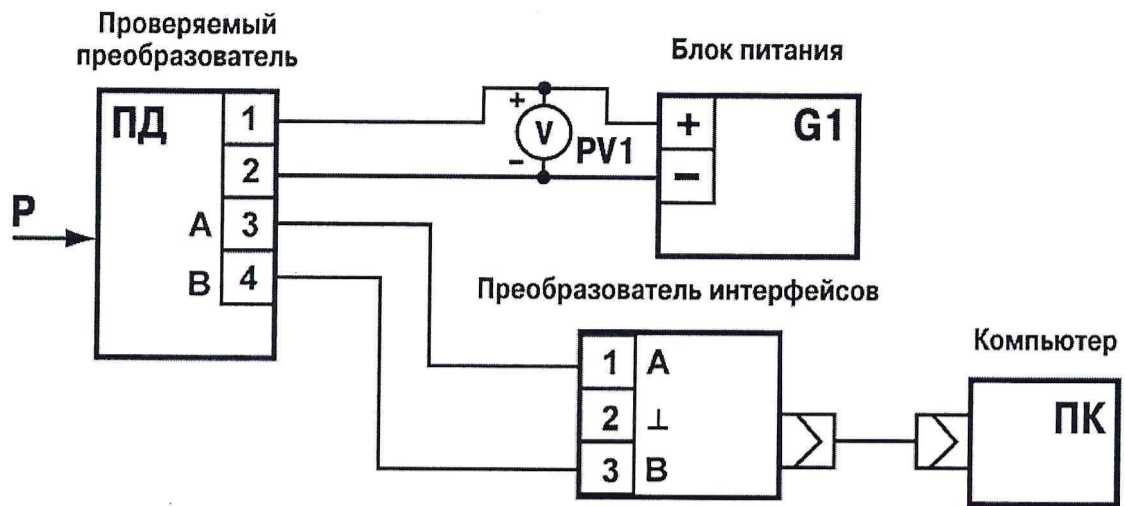 Проверяемый
преобразователь
Блок питания
ПД
1
2
A 3
B 4
P
+
V
–
PV1
+
–
G1
Преобразователь интерфейсов
1 A
2 ⊥
3 B
Компьютер
ПК